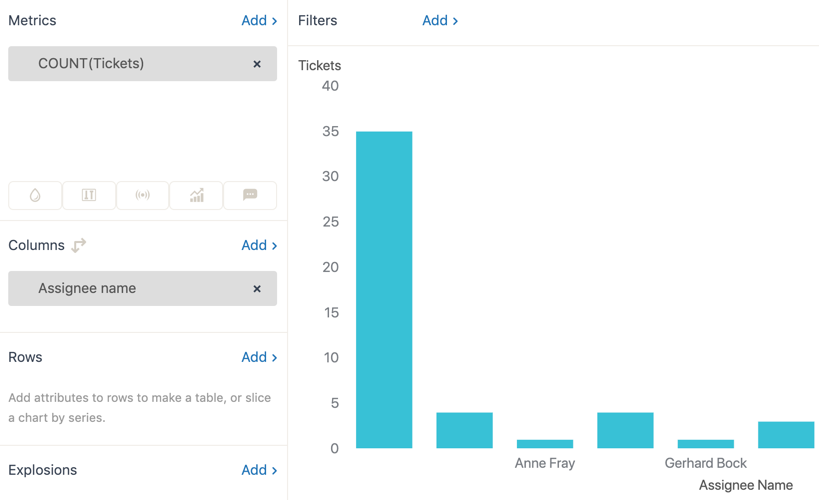 Metrics
Add ›
COUNT(Tickets)
×
Columns
Add ›
Assignee name
×
Rows
Add ›
Add attributes to rows to make a table, or slice
a chart by series.
Explosions
Add ›
Filters
Add ›
Tickets
40
35
30
25
20
15
10
5
0
Anne Fray
Gerhard Bock
Assignee Name